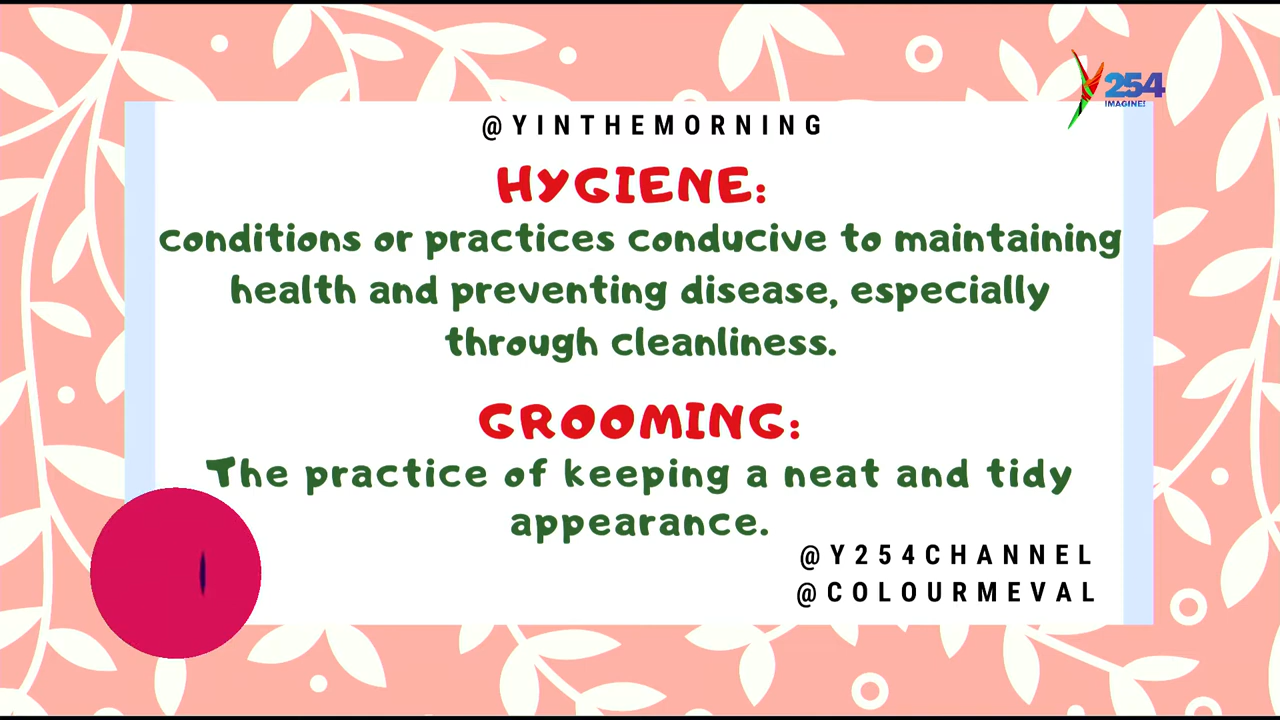 254
IMAGINE!
@YINTHEMORNING
HYGIENE:
conditions or practices conducive to maintaining
health and preventing disease, especially
through cleanliness.
GROOMING:
The practice of keeping a neat and tidy
appearance.
@Y254CHANNEL
@COLOURMEVAL